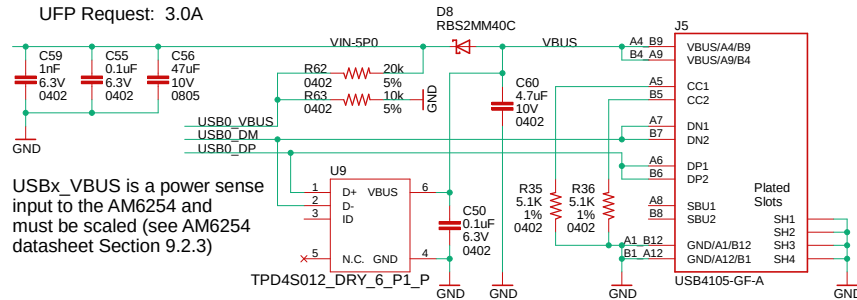 UFP Request: 3.0A
D8
RBS2MM40C
J5
VIN-5P0
VBUS
C59
1nF
6.3V
0402
C55
0.1uF
6.3V
0402
C56
47uF
10V
0805
R62
0402
20k
5%
R63
0402
10k
5%
GND
C60
4.7uF
10V
0402
GND
USB0_VBUS
USB0_DM
USB0_DP
USBx_VBUS is a power sense
input to the AM6254 and
must be scaled (see AM6254
datasheet Section 9.2.3)
U9
1 D+ VBUS 6
2 D-
3 ID
5 N.C. GND 4
TPD4S012_DRY_6_P1_P
C50
0.1uF
6.3V
0402
GND
GND
R35
5.1K
1%
0402
R36
5.1K
1%
0402
GND
A4 B9 VBUS/A4/B9
B4 A9 VBUS/A9/B4
A5 CC1
B5 CC2
A7 DN1
B7 DN2
A6 DP1
B6 DP2
A8 SBU1
B8 SBU2
A1_B12 GND/A1/B12
B1_A12 GND/A12/B1
Plated
Slots
SH1
SH2
SH3
SH4
USB4105-GF-A
GND